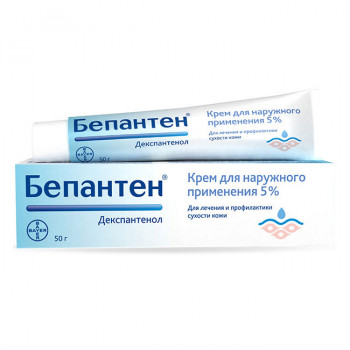 Бепантен®
Декспантенол
50 г
Крем для наружного
применения 5%
Для лечения и профилактики
сухости кожи
Бепантен®
Декспантенол
BAYER
50 г
Крем для наружного
применения 5%
Для лечения и профилактики
сухости кожи